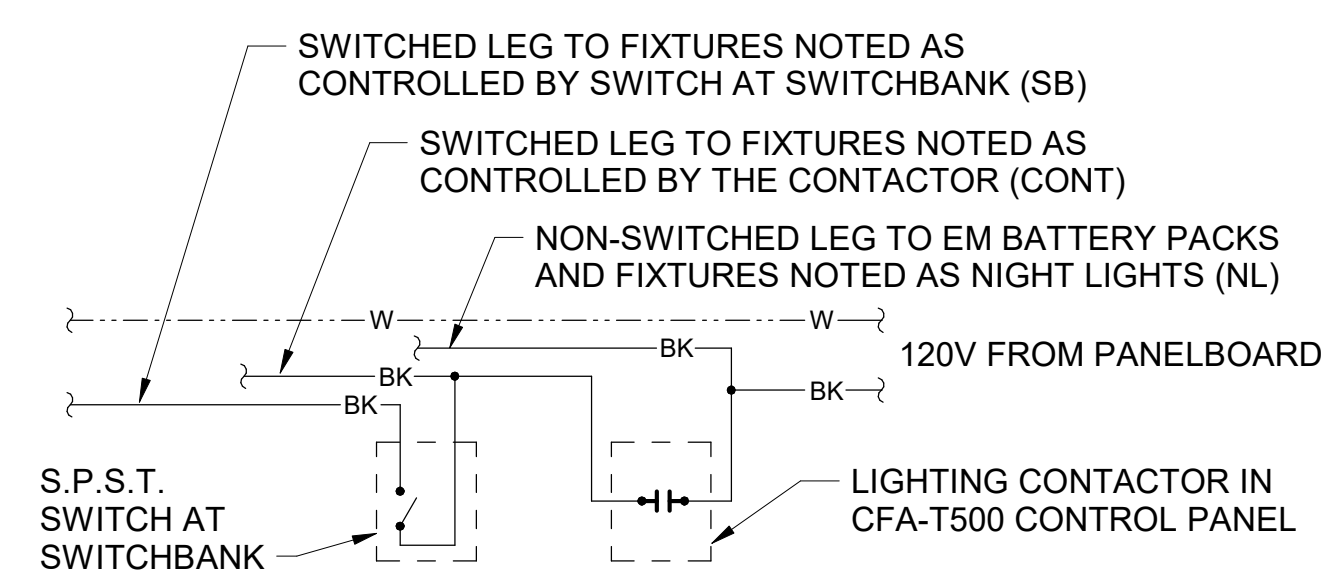 SWITCHED LEG TO FIXTURES NOTED AS
CONTROLLED BY SWITCH AT SWITCHBANK (SB)
SWITCHED LEG TO FIXTURES NOTED AS
CONTROLLED BY THE CONTACTOR (CONT)
NON-SWITCHED LEG TO EM BATTERY PACKS
AND FIXTURES NOTED AS NIGHT LIGHTS (NL)
W
W
BK
120V FROM PANELBOARD
BK
BK
BK
S.P.S.T.
SWITCH AT
SWITCHBANK
LIGHTING CONTACTOR IN
CFA-T500 CONTROL PANEL